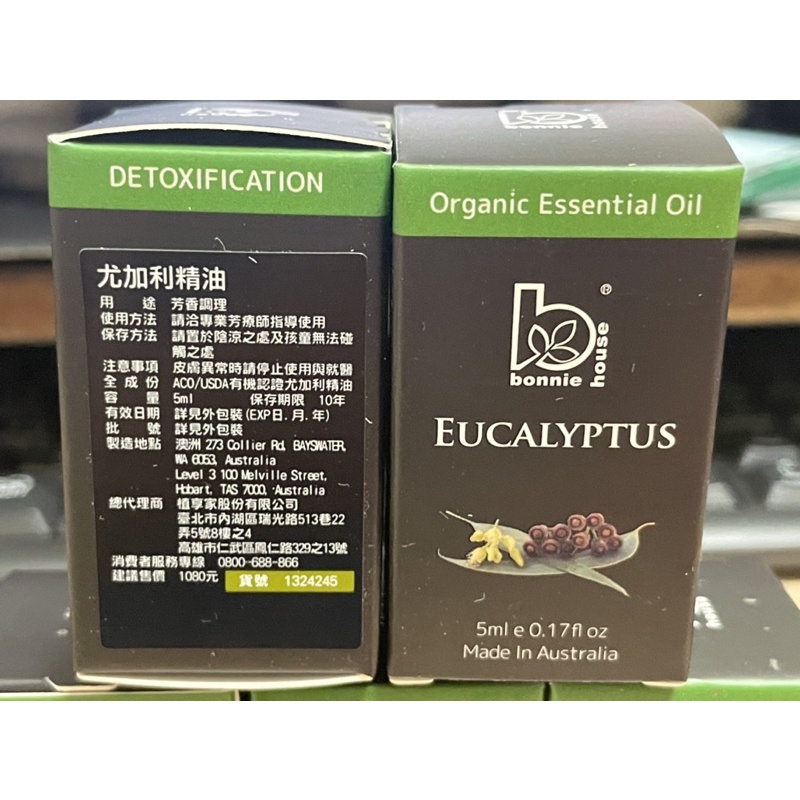 DETOXIFICATION
尤加利精油
用 途 芳香調理
使用方法 請洽專業芳療師指導使用
保存方法 請置於陰涼之處及孩童無法碰
觸之處
注意事項 皮膚異常時請停止使用與就醫
全成份 ACO/USDA有機認證尤加利精油
容 量 5ml 保存期限 10年
有效日期 詳見外包裝(EXP日.月.年)
批 號 詳見外包裝
製造地點 澳洲 273 Collier Rd, BAYSWATER,
WA 6053, Australia
Level 3 100 Melville Street,
Hobart, TAS 7000, Australia
總代理商 植享家股份有限公司
臺北市內湖區瑞光路513巷22
弄5號8樓之4
高雄市仁武區鳳仁路329之13號
消費者服務專線 0800-688-866
建議售價 1080元 貨號 1324245
bonnie house
Organic Essential Oil
®
bonnie house
EUCALYPTUS
5ml e 0.17fl oz
Made In Australia